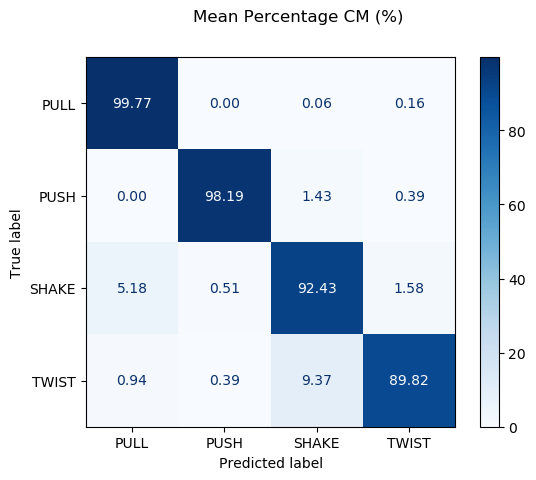 Mean Percentage CM (%)
PULL 99.77 0.00 0.06 0.16
PUSH 0.00 98.19 1.43 0.39
SHAKE 5.18 0.51 92.43 1.58
TWIST 0.94 0.39 9.37 89.82
PULL PUSH SHAKE TWIST
Predicted label
True label
80
60
40
20
0